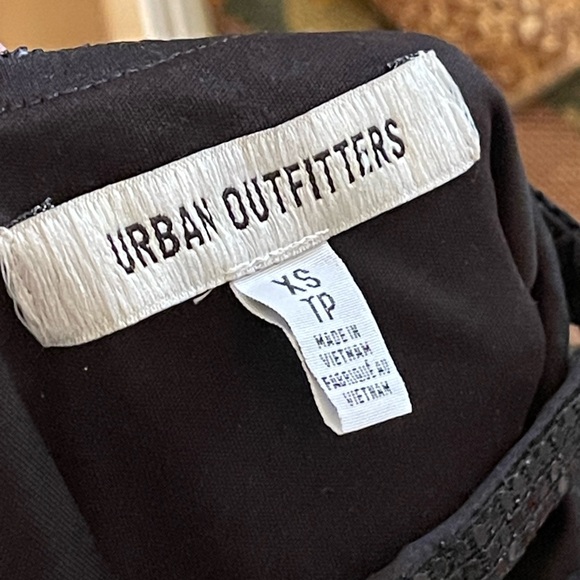 URBAN OUTFITTERS
XS
TP
MADE IN
VIETNAM
FABRIQUÉ AU
VIETNAM